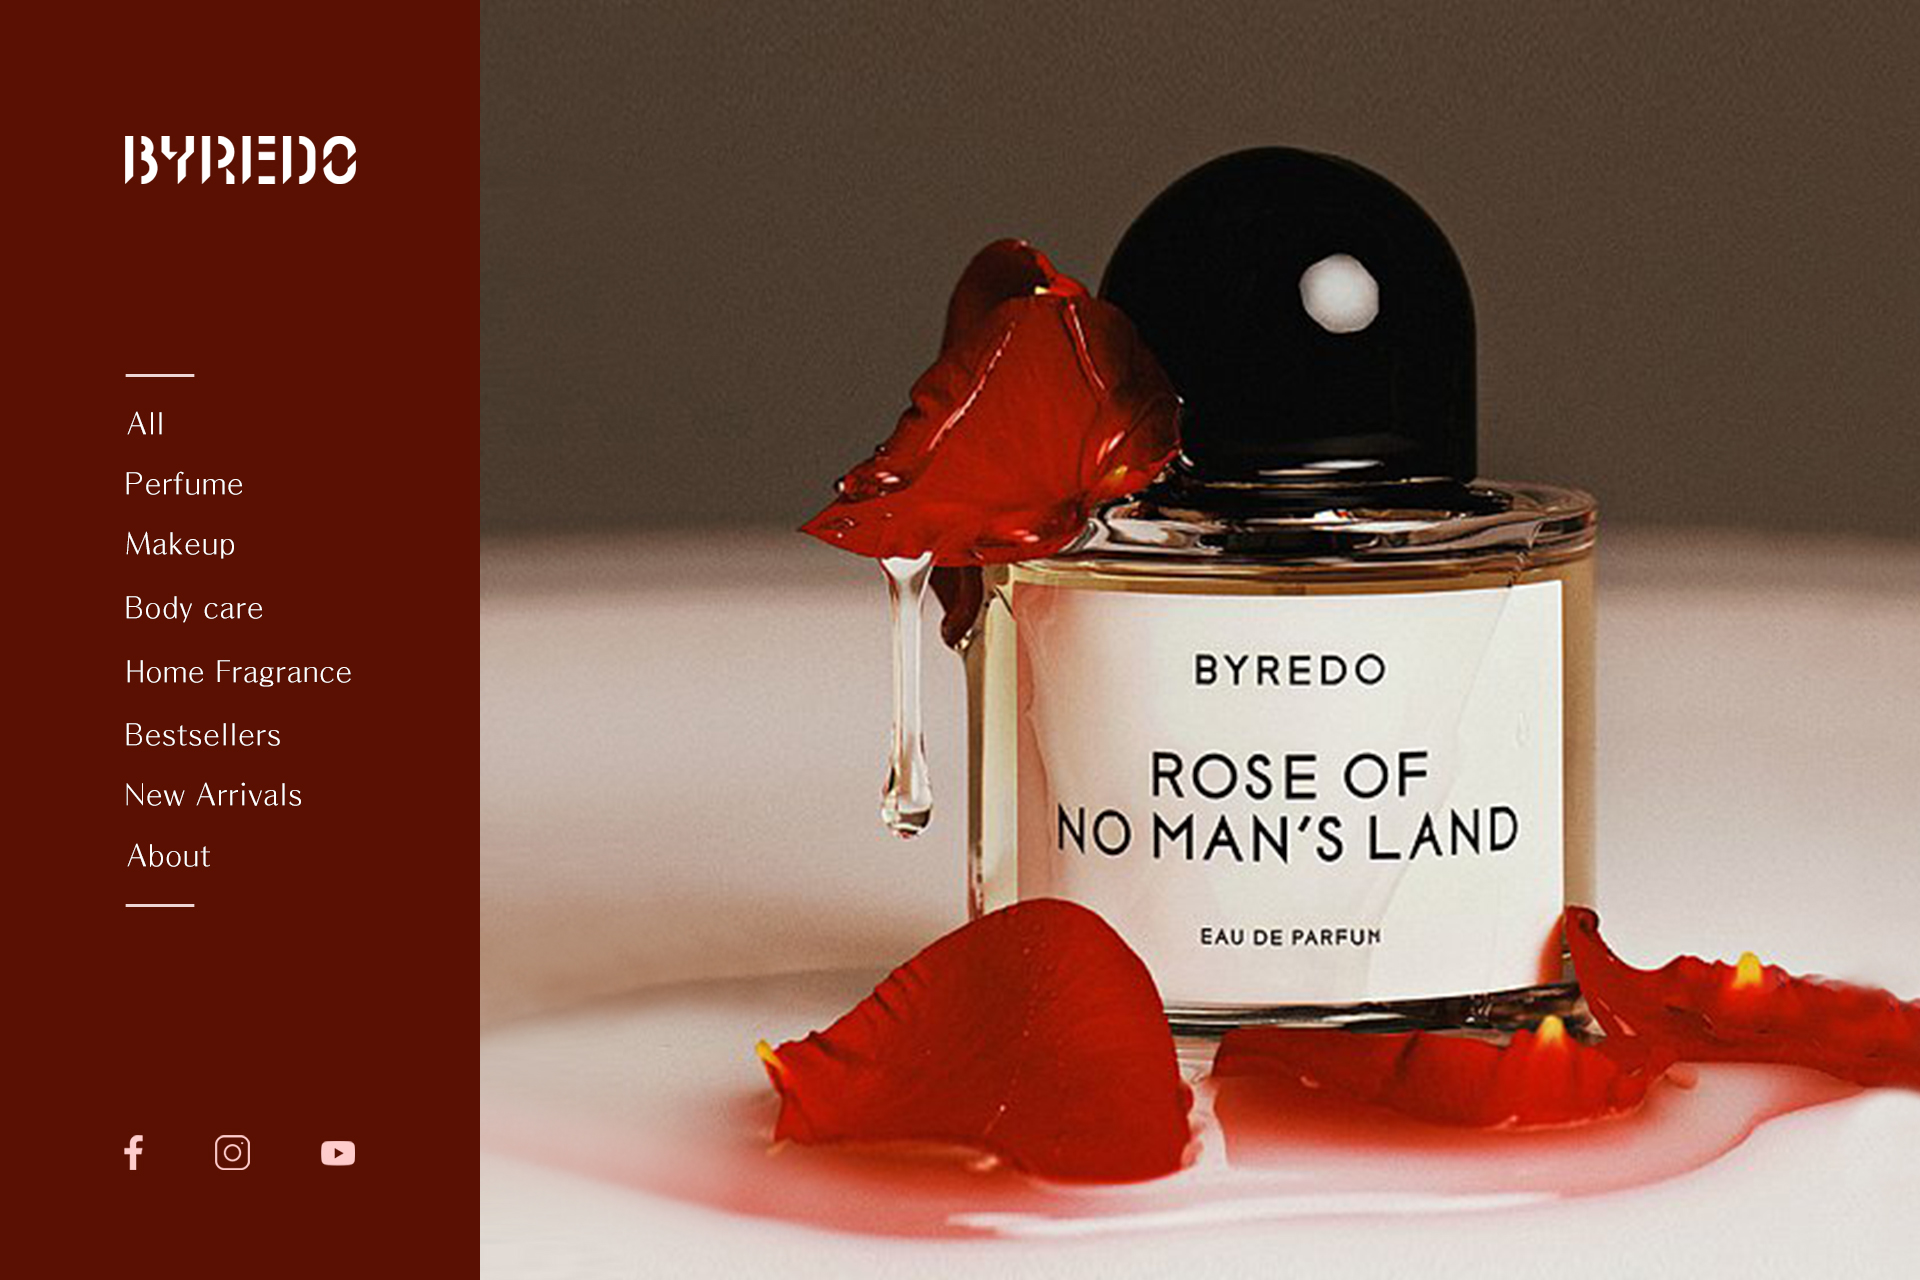 BYREDO
All
Perfume
Makeup
Body care
Home Fragrance
Bestsellers
New Arrivals
About
BYREDO
ROSE OF
NO MAN'S LAND
EAU DE PARFUM